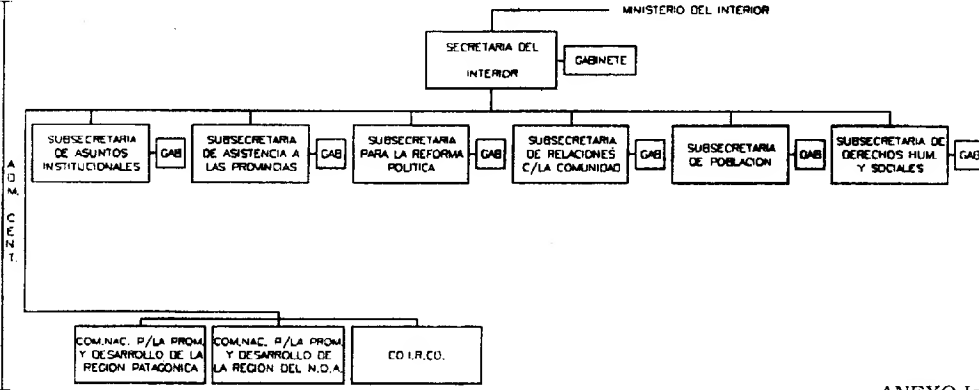 MINISTERIO DEL INTERIOR
SECRETARIA DEL
INTERIOR
GABINETE
SUBSECRETARIA
DE ASUNTOS
INSTITUCIONALES
GAB
SUBSECRETARIA
DE ASISTENCIA A
LAS PROVINCIAS
GAB
SUBSECRETARIA
PARA LA REFORMA
POLITICA
GAB
SUBSECRETARIA
DE RELACIONES
C/LA COMUNIDAD
GAB
SUBSECRETARIA
DE POBLACION
GAB
SUBSECRETARIA DE
DERECHOS HUM.
Y SOCIALES
GAB
ADM. CENT.
COM.NAC. P/LA PROM.
Y DESARROLLO DE LA
REGION PATAGONICA
COM.NAC. P/LA PROM.
Y DESARROLLO DE
LA REGION DEL N.O.A.
CO.I.R.CO.
ANEXO I